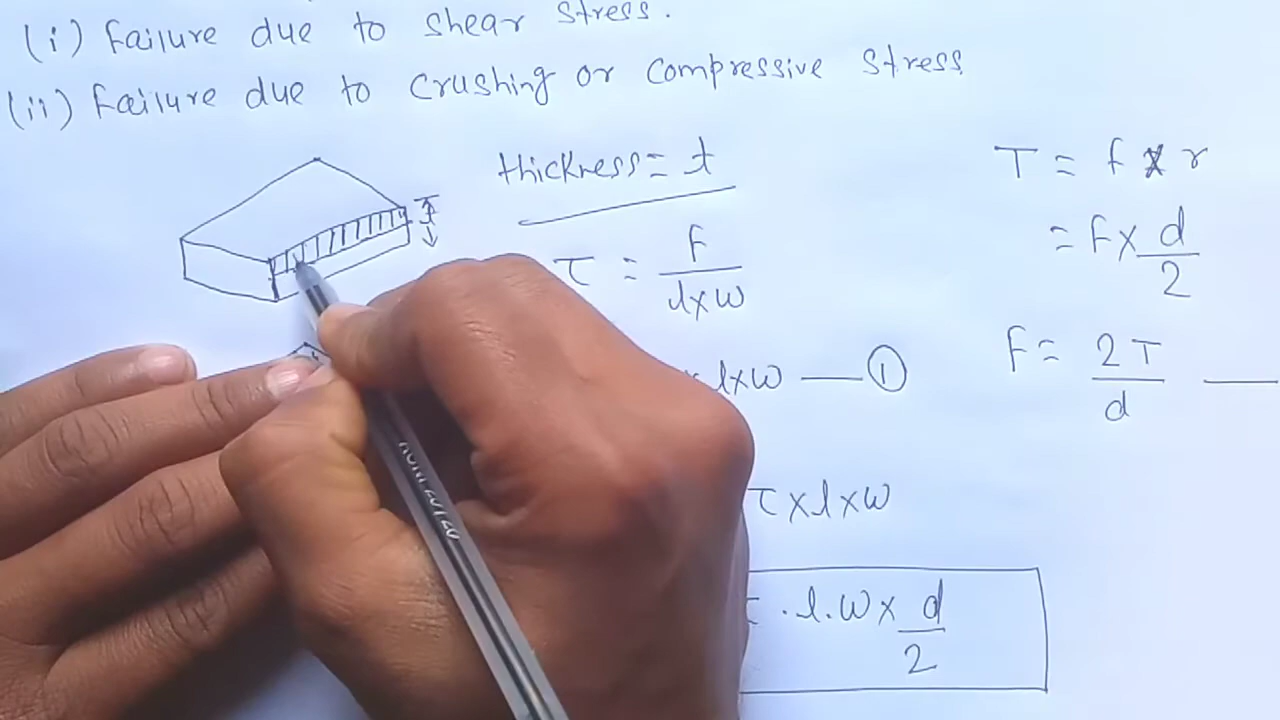 (i) Failure due to shear stress.
(ii) Failure due to crushing or compressive stress
thickness = t
τ = F / l×w
l×w — ①
τ×l×w
· l. w × d / 2
T = F × r
= F × d / 2
F = 2T / d —